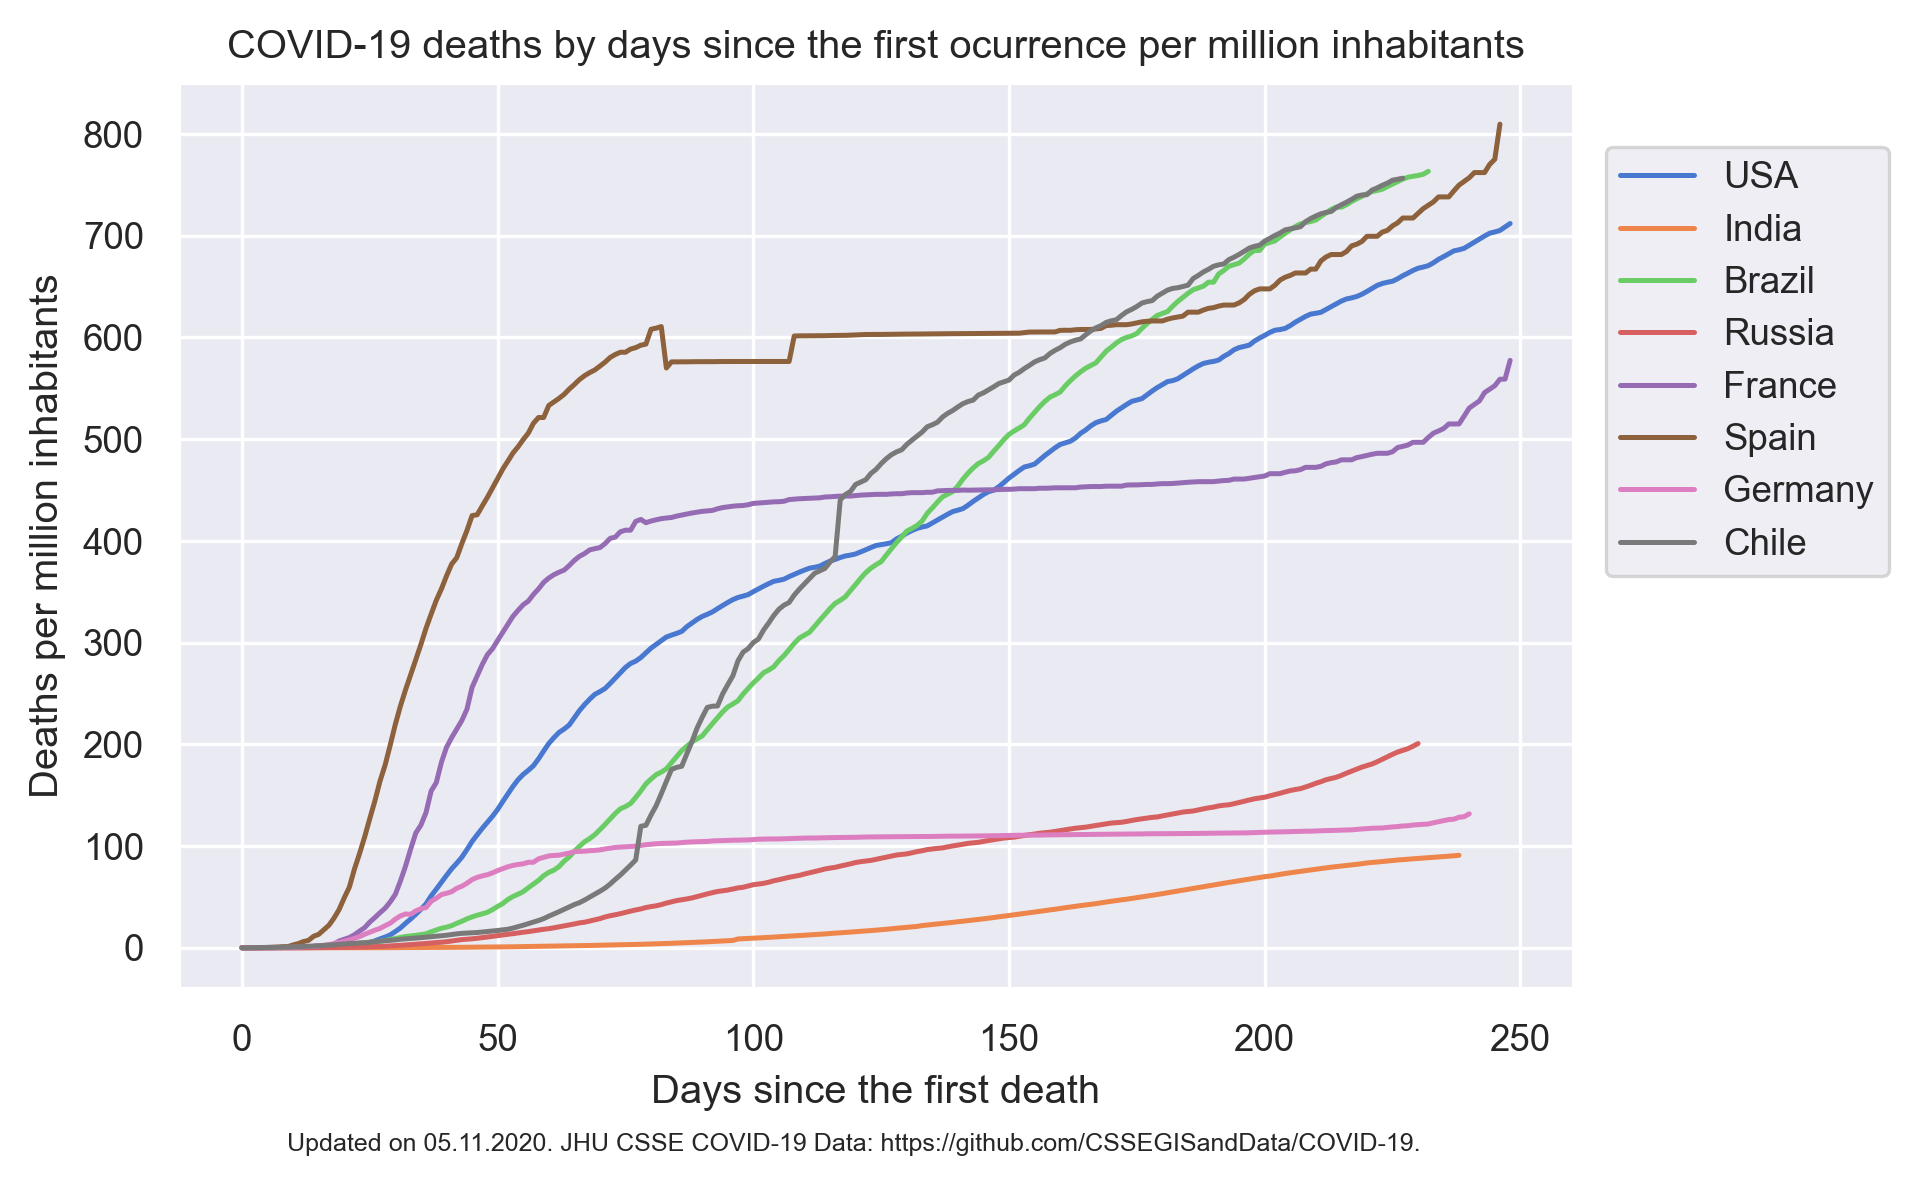 COVID-19 deaths by days since the first ocurrence per million inhabitants
Deaths per million inhabitants
800
700
600
500
400
300
200
100
0
0 50 100 150 200 250
Days since the first death
USA
India
Brazil
Russia
France
Spain
Germany
Chile
Updated on 05.11.2020. JHU CSSE COVID-19 Data: https://github.com/CSSEGISandData/COVID-19.